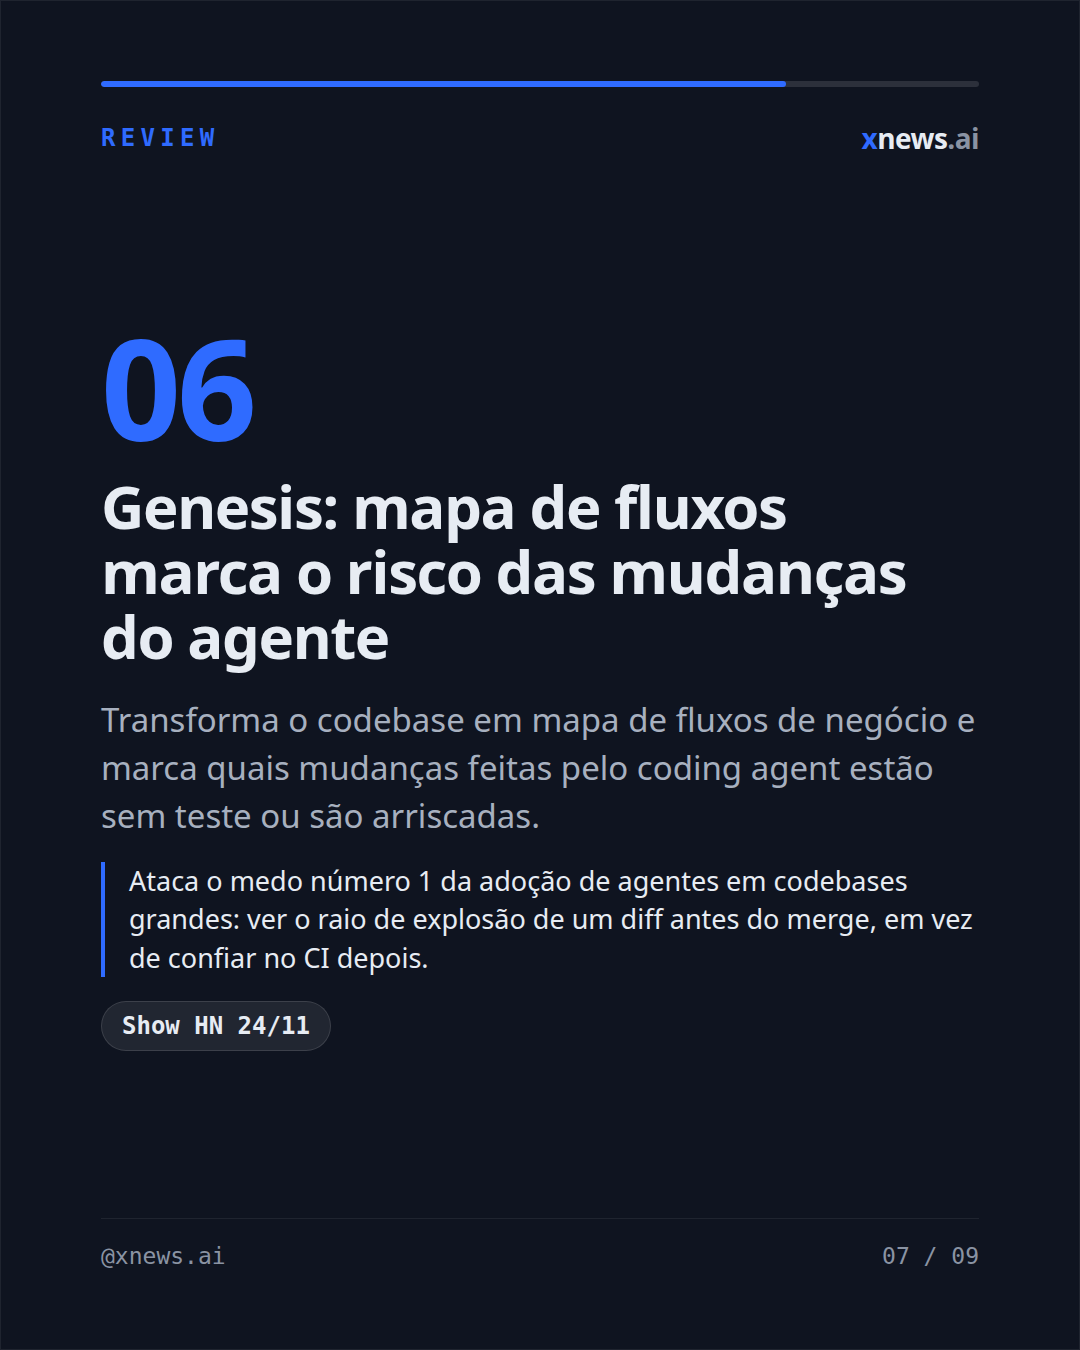 REVIEW
xnews.ai
06
Genesis: mapa de fluxos
marca o risco das mudanças
do agente
Transforma o codebase em mapa de fluxos de negócio e
marca quais mudanças feitas pelo coding agent estão
sem teste ou são arriscadas.
Ataca o medo número 1 da adoção de agentes em codebases
grandes: ver o raio de explosão de um diff antes do merge, em vez
de confiar no CI depois.
Show HN 24/11
@xnews.ai
07 / 09